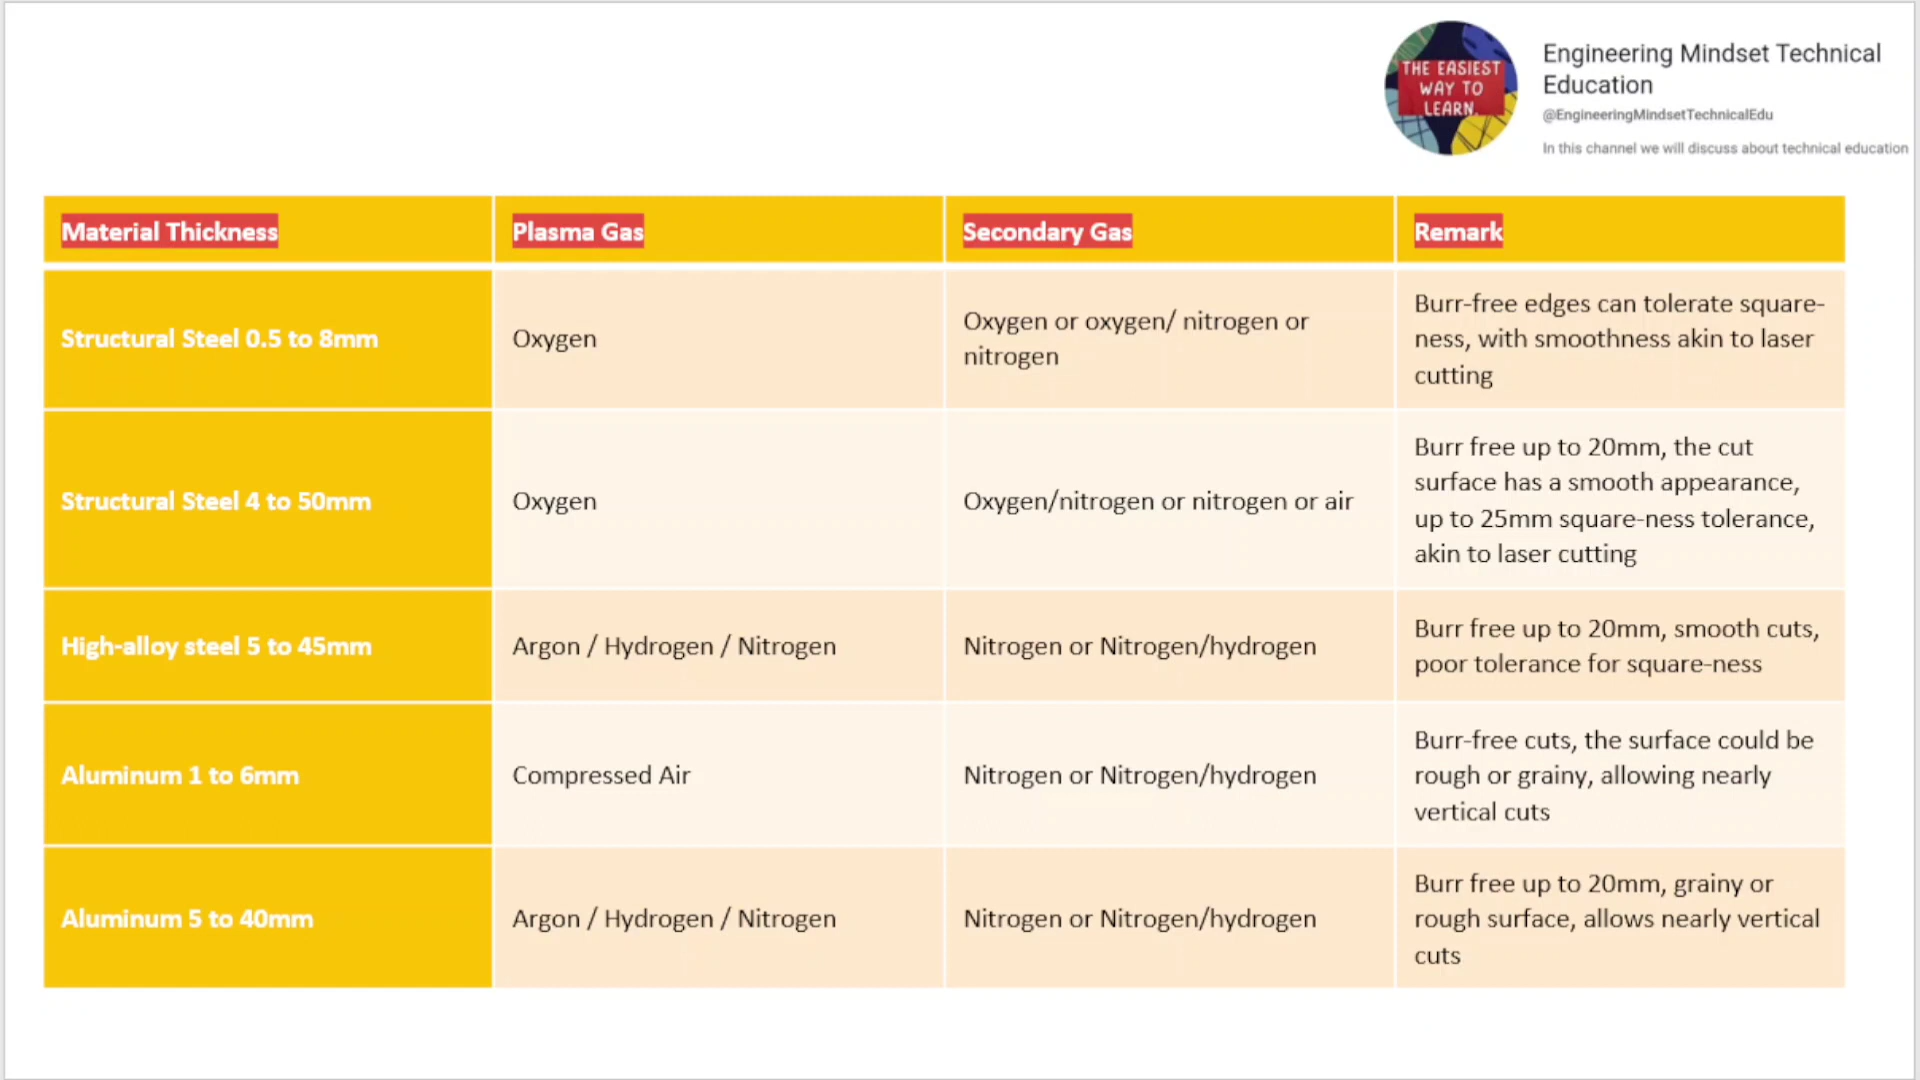 THE EASIEST
WAY TO
LEARN.
Engineering Mindset Technical
Education
@EngineeringMindsetTechnicalEdu
In this channel we will discuss about technical education
Material Thickness
Plasma Gas
Secondary Gas
Remark
Structural Steel 0.5 to 8mm
Oxygen
Oxygen or oxygen/ nitrogen or
nitrogen
Burr-free edges can tolerate square-
ness, with smoothness akin to laser
cutting
Structural Steel 4 to 50mm
Oxygen
Oxygen/nitrogen or nitrogen or air
Burr free up to 20mm, the cut
surface has a smooth appearance,
up to 25mm square-ness tolerance,
akin to laser cutting
High-alloy steel 5 to 45mm
Argon / Hydrogen / Nitrogen
Nitrogen or Nitrogen/hydrogen
Burr free up to 20mm, smooth cuts,
poor tolerance for square-ness
Aluminum 1 to 6mm
Compressed Air
Nitrogen or Nitrogen/hydrogen
Burr-free cuts, the surface could be
rough or grainy, allowing nearly
vertical cuts
Aluminum 5 to 40mm
Argon / Hydrogen / Nitrogen
Nitrogen or Nitrogen/hydrogen
Burr free up to 20mm, grainy or
rough surface, allows nearly vertical
cuts